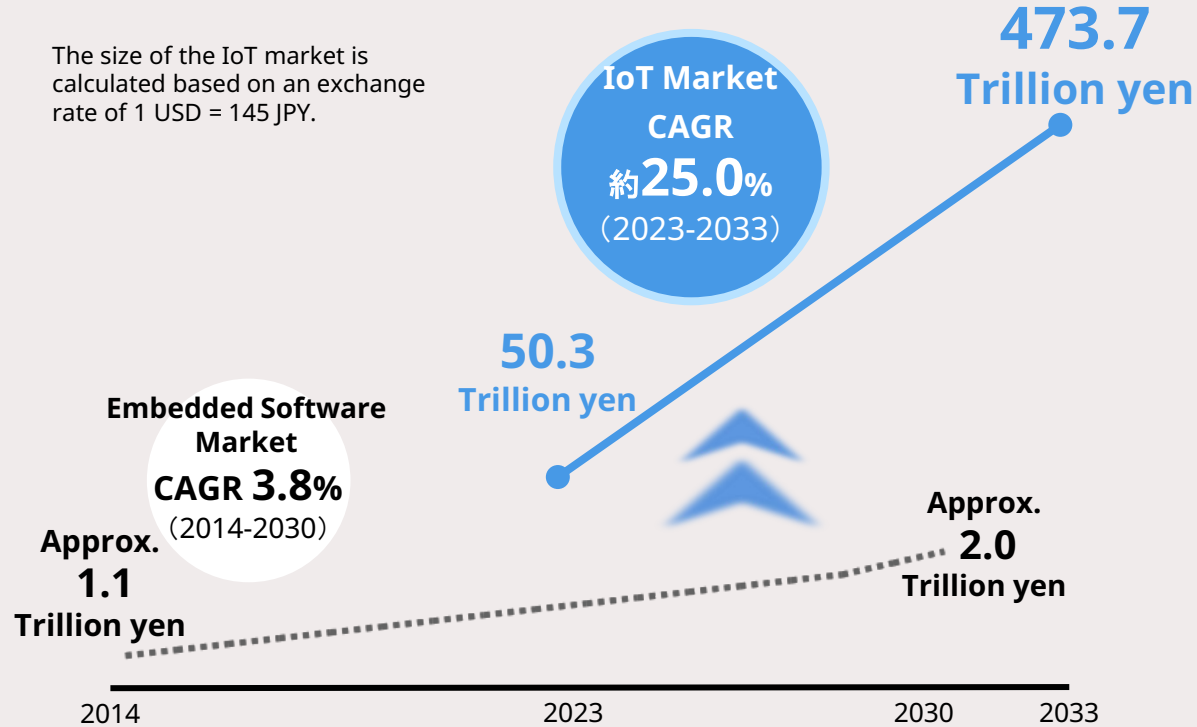 The size of the IoT market is
calculated based on an exchange
rate of 1 USD = 145 JPY.
473.7
Trillion yen
IoT Market
CAGR
約25.0%
（2023-2033）
50.3
Trillion yen
Embedded Software
Market
CAGR 3.8%
（2014-2030）
Approx.
1.1
Trillion yen
Approx.
2.0
Trillion yen
2014
2023
2030
2033